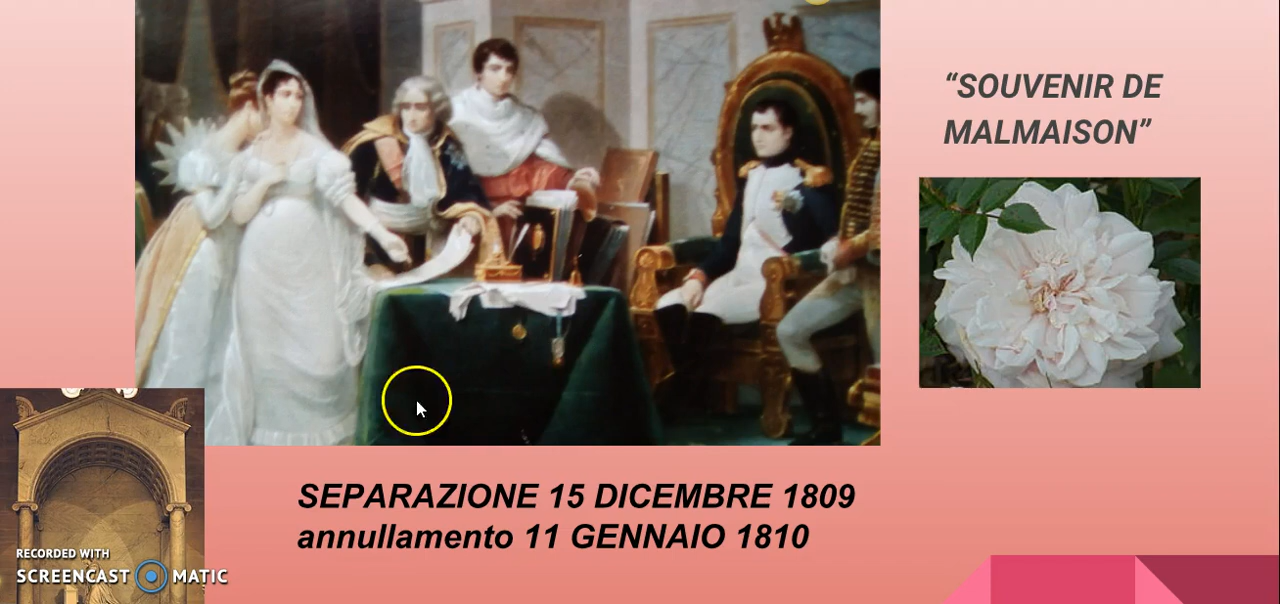 “SOUVENIR DE
MALMAISON”
SEPARAZIONE 15 DICEMBRE 1809
annullamento 11 GENNAIO 1810
RECORDED WITH
SCREENCAST MATIC